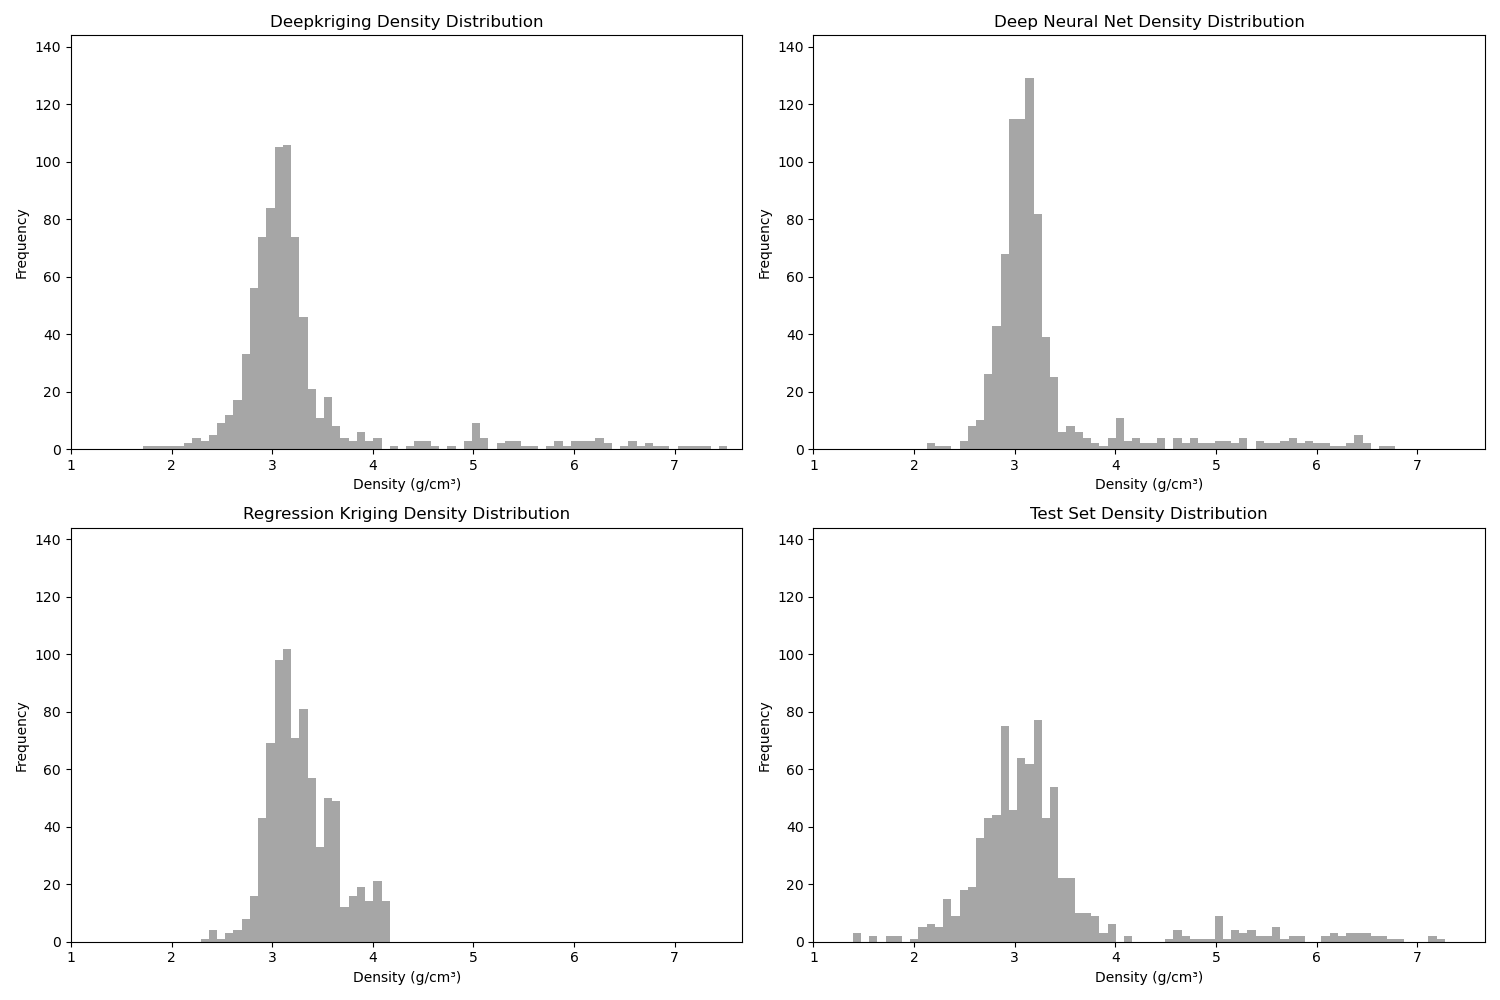 Deepkriging Density Distribution
140
120
100
80
60
40
20
0
Frequency
1 2 3 4 5 6 7
Density (g/cm³)
Deep Neural Net Density Distribution
140
120
100
80
60
40
20
0
Frequency
1 2 3 4 5 6 7
Density (g/cm³)
Regression Kriging Density Distribution
140
120
100
80
60
40
20
0
Frequency
1 2 3 4 5 6 7
Density (g/cm³)
Test Set Density Distribution
140
120
100
80
60
40
20
0
Frequency
1 2 3 4 5 6 7
Density (g/cm³)